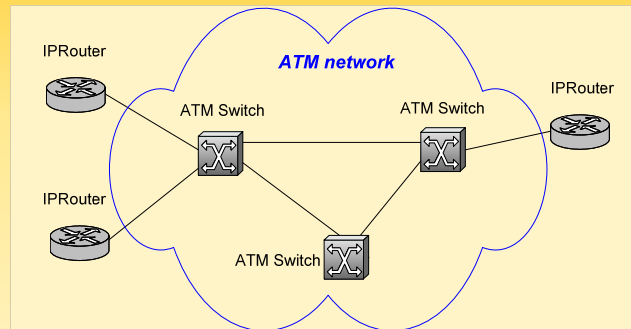 IPRouter
ATM network
IPRouter
ATM Switch
ATM Switch
IPRouter
ATM Switch